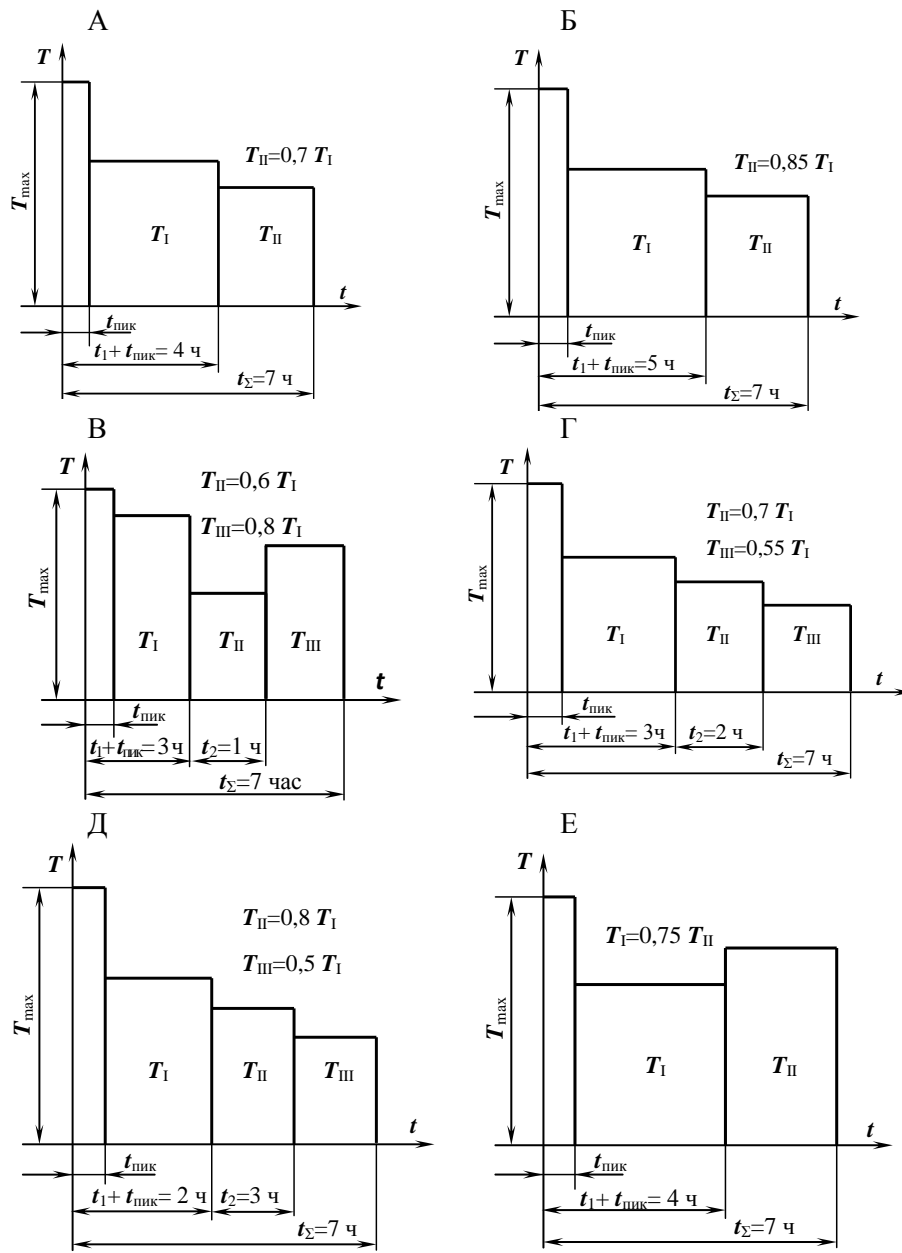 А
T
T_II=0,7 T_I
T_max
T_I
T_II
t
t_пик
t_1+ t_пик= 4 ч
t_Σ=7 ч
Б
T
T_II=0,85 T_I
T_max
T_I
T_II
t
t_пик
t_1+ t_пик=5 ч
t_Σ=7 ч
В
T
T_II=0,6 T_I
T_III=0,8 T_I
T_max
T_I
T_II
T_III
t
t_пик
t_1+t_пик=3 ч
t_2=1 ч
t_Σ=7 час
Г
T
T_II=0,7 T_I
T_III=0,55 T_I
T_max
T_I
T_II
T_III
t
t_пик
t_1+ t_пик= 3 ч
t_2=2 ч
t_Σ=7 ч
Д
T
T_II=0,8 T_I
T_III=0,5 T_I
T_max
T_I
T_II
T_III
t
t_пик
t_1+ t_пик= 2 ч
t_2=3 ч
t_Σ=7 ч
Е
T
T_I=0,75 T_II
T_max
T_I
T_II
t
t_пик
t_1+ t_пик= 4 ч
t_Σ=7 ч